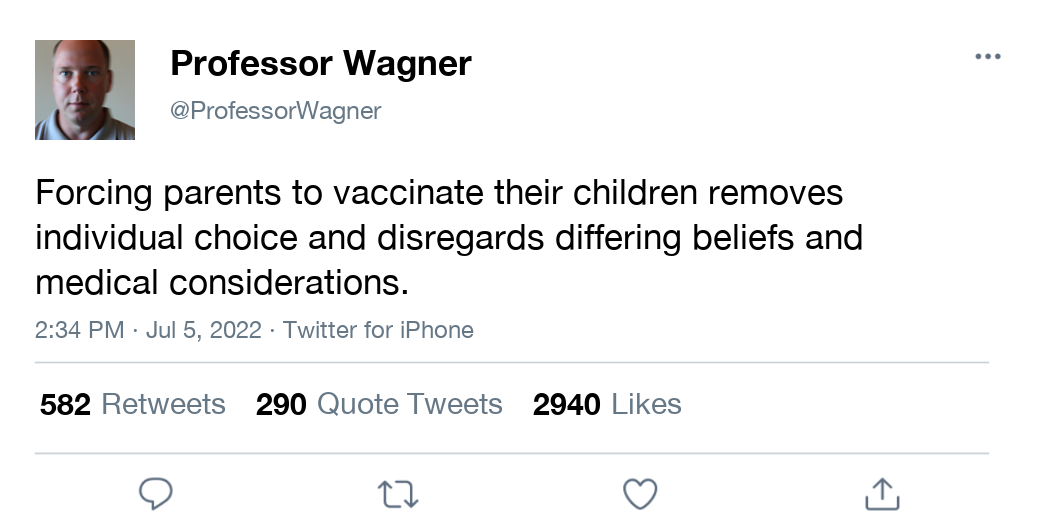 Professor Wagner
@ProfessorWagner
Forcing parents to vaccinate their children removes
individual choice and disregards differing beliefs and
medical considerations.
2:34 PM · Jul 5, 2022 · Twitter for iPhone
582 Retweets 290 Quote Tweets 2940 Likes